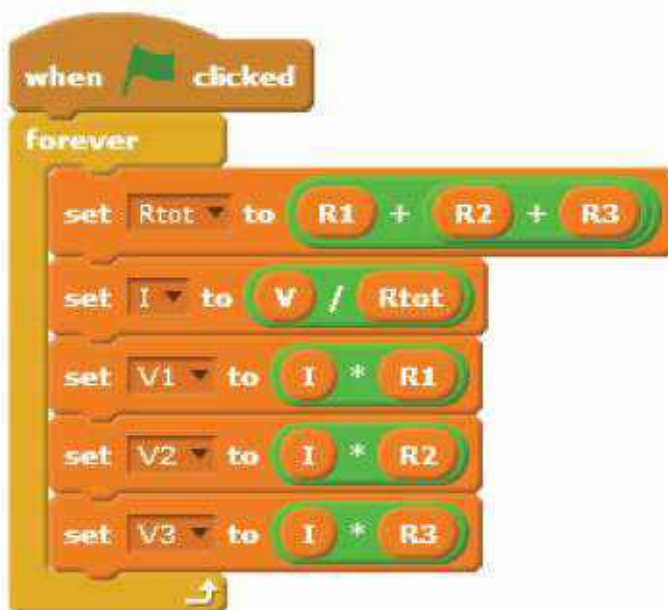 when clicked
forever
set Rtot to R1 + R2 + R3
set I to V / Rtot
set V1 to I * R1
set V2 to I * R2
set V3 to I * R3